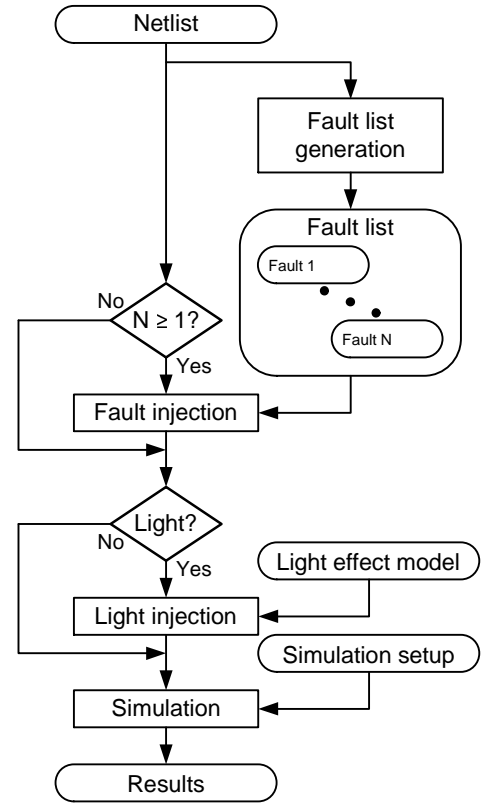 Netlist
Fault list
generation
Fault list
Fault 1
Fault N
No
N ≥ 1?
Yes
Fault injection
Light?
No
Yes
Light effect model
Light injection
Simulation setup
Simulation
Results